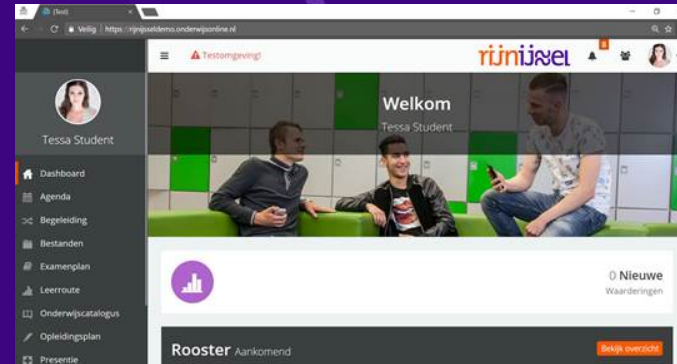 (Test)
Veilig | https://rijnijsseldemo.onderwijsonline.nl
Testomgeving!
rijnijssel
8
Tessa Student
Welkom
Tessa Student
Dashboard
Agenda
Begeleiding
Bestanden
Examenplan
Leerroute
Onderwijscatalogus
Opleidingsplan
Presentie
0 Nieuwe
Waarderingen
Rooster Aankomend
Bekijk overzicht